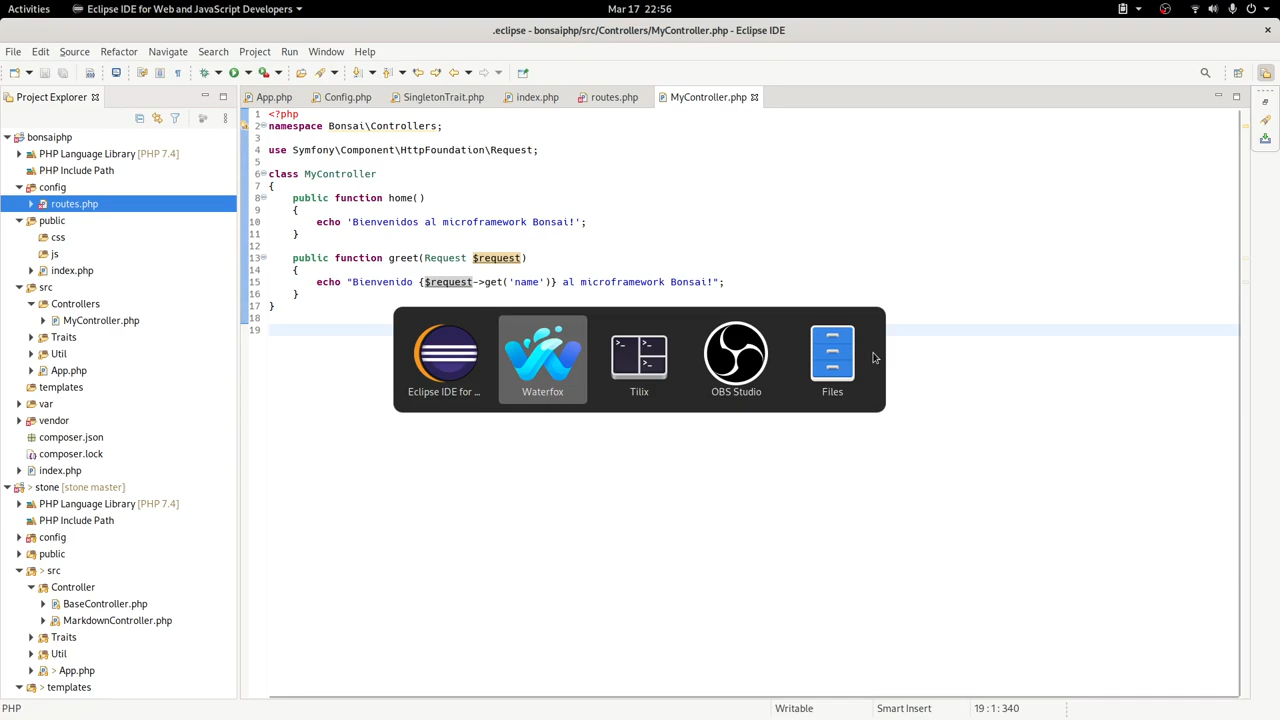 Activities
Eclipse IDE for Web and JavaScript Developers
Mar 17 22:56
.eclipse - bonsaiphp/src/Controllers/MyController.php - Eclipse IDE
File Edit Source Refactor Navigate Search Project Run Window Help
Project Explorer
App.php Config.php SingletonTrait.php index.php routes.php MyController.php
bonsaiphp
PHP Language Library [PHP 7.4]
PHP Include Path
config
routes.php
public
css
js
index.php
src
Controllers
MyController.php
Traits
Util
App.php
templates
var
vendor
composer.json
composer.lock
index.php
> stone [stone master]
PHP Language Library [PHP 7.4]
PHP Include Path
config
public
> src
Controller
BaseController.php
MarkdownController.php
Traits
Util
> App.php
> templates
1 <?php
2 namespace Bonsai\Controllers;
3
4 use Symfony\Component\HttpFoundation\Request;
5
6 class MyController
7 {
8 public function home()
9 {
10 echo 'Bienvenidos al microframework Bonsai!';
11 }
12
13 public function greet(Request $request)
14 {
15 echo "Bienvenido {$request->get('name')} al microframework Bonsai!";
16 }
17 }
18
19
Eclipse IDE for ...
Waterfox
Tilix
OBS Studio
Files
PHP
Writable
Smart Insert
19 : 1 : 340